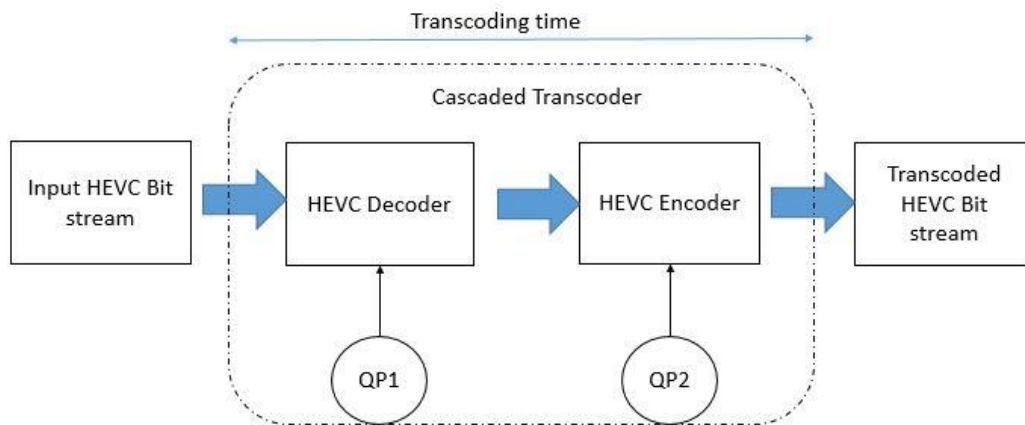 Transcoding time
Cascaded Transcoder
Input HEVC Bit
stream
HEVC Decoder
HEVC Encoder
Transcoded
HEVC Bit
stream
QP1
QP2